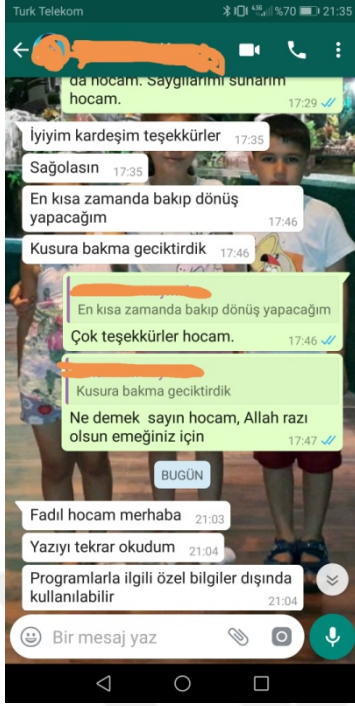 Turk Telekom %70 21:35
da hocam. Saygılarımı sunarım
hocam. 17:29
İyiyim kardeşim teşekkürler 17:35
Sağolasın 17:35
En kısa zamanda bakıp dönüş
yapacağım 17:46
Kusura bakma geciktirdik 17:46
En kısa zamanda bakıp dönüş yapacağım
Çok teşekkürler hocam. 17:46
Kusura bakma geciktirdik
Ne demek sayın hocam, Allah razı
olsun emeğiniz için 17:47
BUGÜN
Fadıl hocam merhaba 21:03
Yazıyı tekrar okudum 21:04
Programlarla ilgili özel bilgiler dışında
kullanılabilir 21:04
Bir mesaj yaz